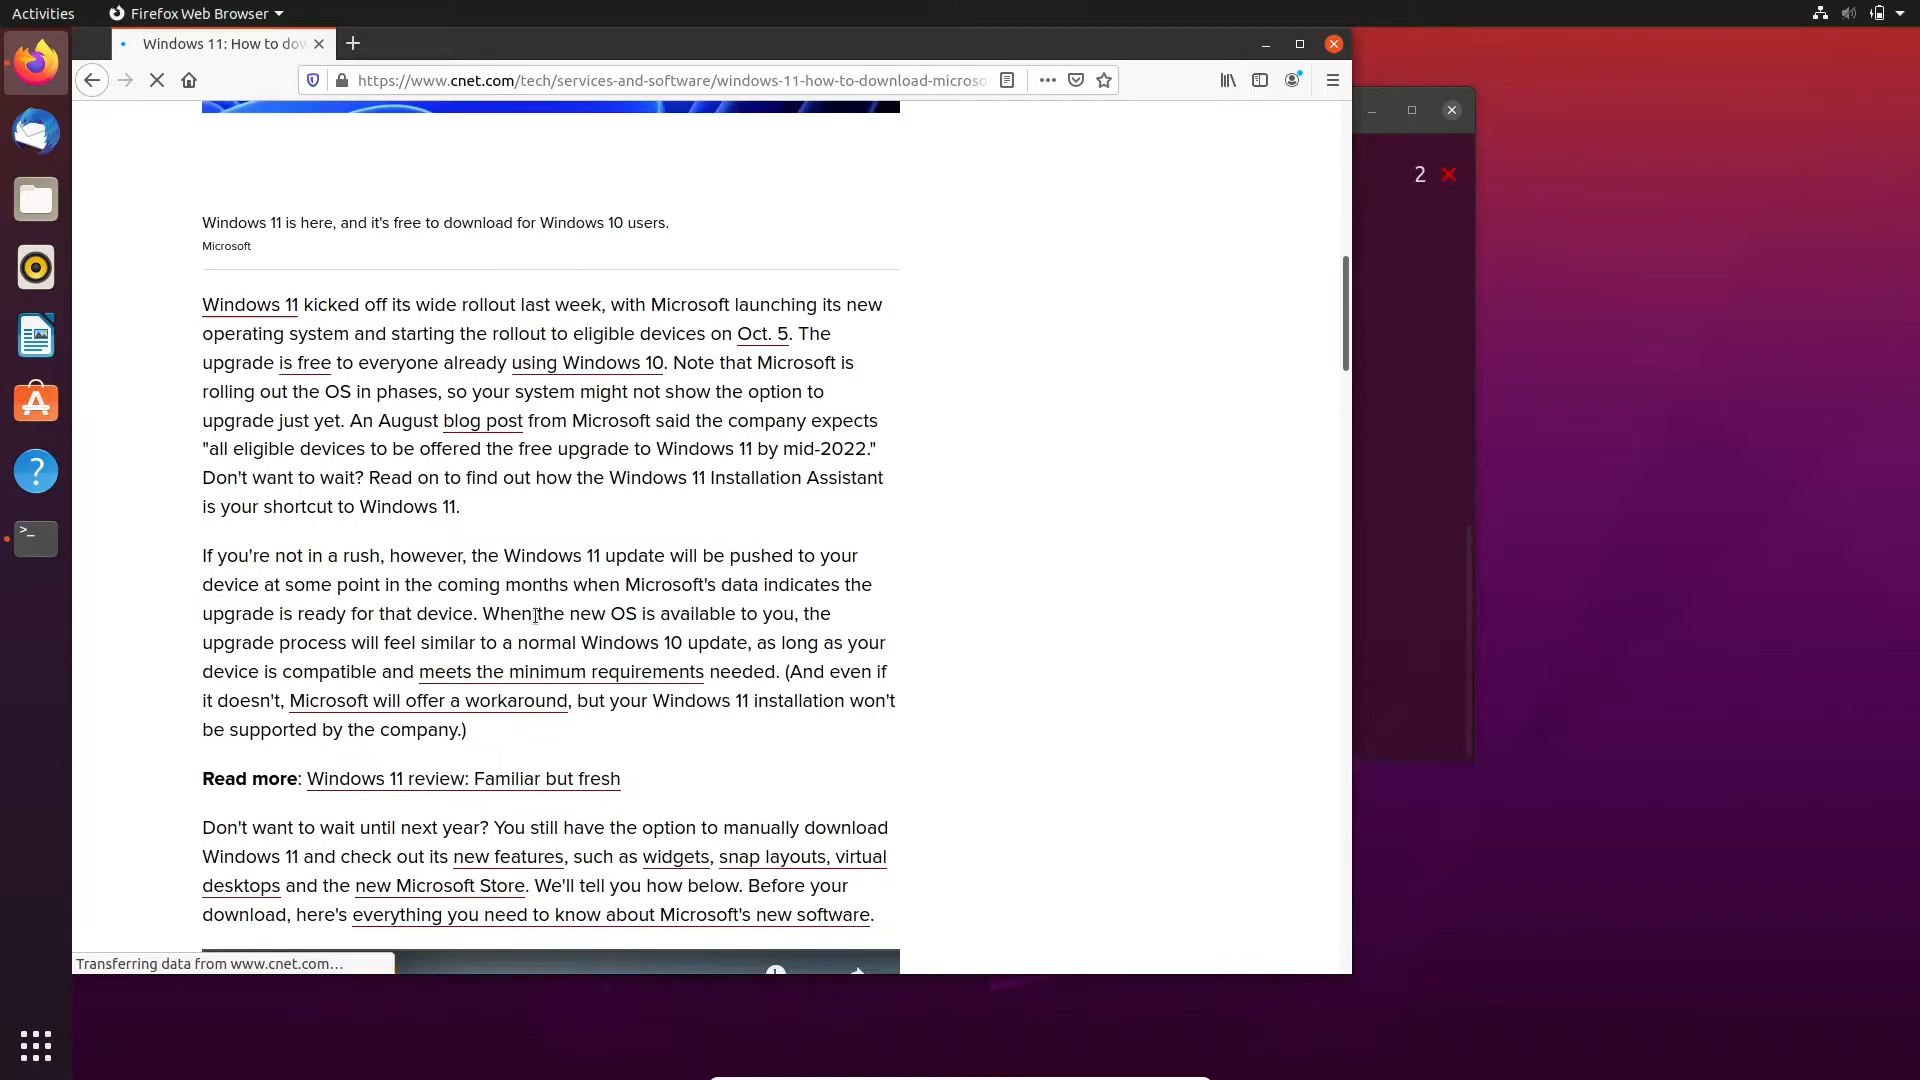 Activities
Firefox Web Browser
Windows 11: How to dow
https://www.cnet.com/tech/services-and-software/windows-11-how-to-download-microso
2
Windows 11 is here, and it's free to download for Windows 10 users.
Microsoft
Windows 11 kicked off its wide rollout last week, with Microsoft launching its new
operating system and starting the rollout to eligible devices on Oct. 5. The
upgrade is free to everyone already using Windows 10. Note that Microsoft is
rolling out the OS in phases, so your system might not show the option to
upgrade just yet. An August blog post from Microsoft said the company expects
"all eligible devices to be offered the free upgrade to Windows 11 by mid-2022."
Don't want to wait? Read on to find out how the Windows 11 Installation Assistant
is your shortcut to Windows 11.
If you're not in a rush, however, the Windows 11 update will be pushed to your
device at some point in the coming months when Microsoft's data indicates the
upgrade is ready for that device. When the new OS is available to you, the
upgrade process will feel similar to a normal Windows 10 update, as long as your
device is compatible and meets the minimum requirements needed. (And even if
it doesn't, Microsoft will offer a workaround, but your Windows 11 installation won't
be supported by the company.)
Read more: Windows 11 review: Familiar but fresh
Don't want to wait until next year? You still have the option to manually download
Windows 11 and check out its new features, such as widgets, snap layouts, virtual
desktops and the new Microsoft Store. We'll tell you how below. Before your
download, here's everything you need to know about Microsoft's new software.
Transferring data from www.cnet.com…